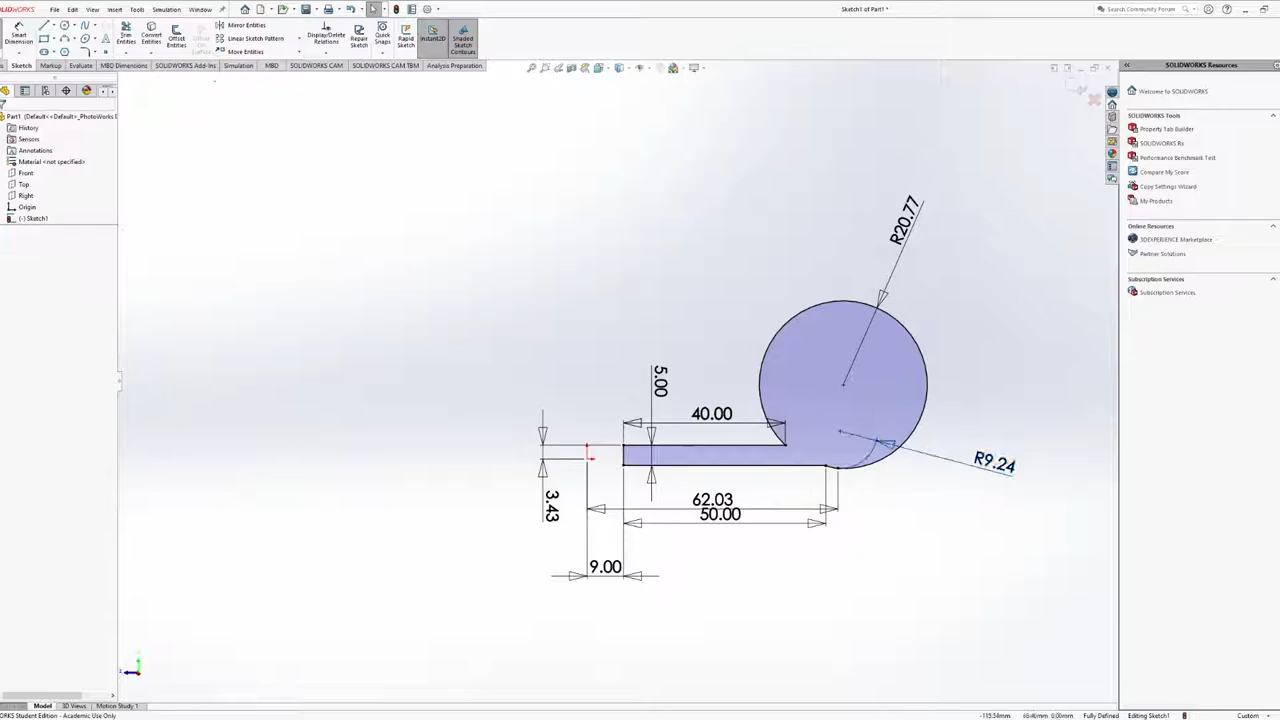 SOLIDWORKS File Edit View Insert Tools Simulation Window Sketch1 of Part1 * Search Community Forum
Smart Dimension
Trim Entities
Convert Entities
Offset Entities
Mirror Entities
Linear Sketch Pattern
Move Entities
Display/Delete Relations
Repair Sketch
Quick Snaps
Rapid Sketch
Instant2D
Shaded Sketch Contours
Sketch Markup Evaluate MBD Dimensions SOLIDWORKS Add-Ins Simulation MBD SOLIDWORKS CAM SOLIDWORKS CAM TBM Analysis Preparation
SOLIDWORKS Resources
Welcome to SOLIDWORKS
SOLIDWORKS Tools
Property Tab Builder
SOLIDWORKS Rx
Performance Benchmark Test
Compare My Score
Copy Settings Wizard
My Products
Online Resources
3DEXPERIENCE Marketplace
Partner Solutions
Subscription Services
Subscription Services
Part1 (Default<<Default>_PhotoWorks
History
Sensors
Annotations
Material <not specified>
Front
Top
Right
Origin
(-) Sketch1
R20.77
5.00
40.00
R9.24
3.43
62.03
50.00
9.00
Model 3D Views Motion Study 1
ORKS Student Edition - Academic Use Only
Fully Defined Editing Sketch1 Custom